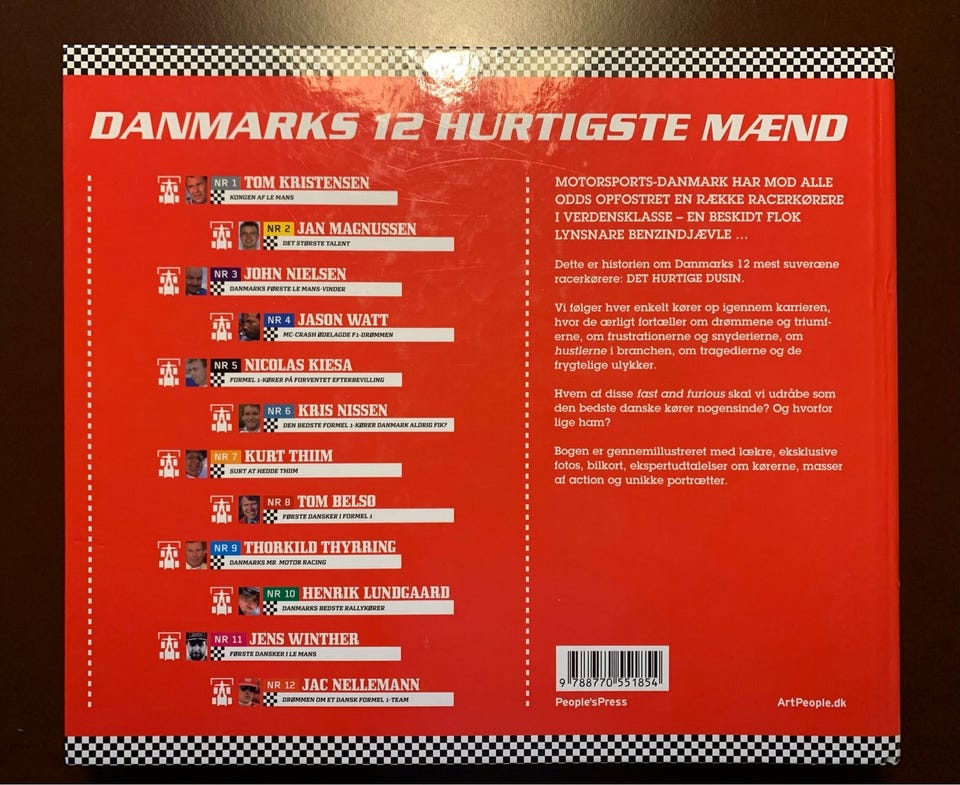 DANMARKS 12 HURTIGSTE MÆND
NR 1 TOM KRISTENSEN
KONGEN AF LE MANS
NR 2 JAN MAGNUSSEN
DET STØRSTE TALENT
NR 3 JOHN NIELSEN
DANMARKS FØRSTE LE MANS-VINDER
NR 4 JASON WATT
MC-CRASH ØDELAGDE F1-DRØMMEN
NR 5 NICOLAS KIESA
FORMEL 1-KØRER PÅ FORVENTET EFTERBEVILLING
NR 6 KRIS NISSEN
DEN BEDSTE FORMEL 1-KØRER DANMARK ALDRIG FIK?
NR 7 KURT THIIM
SURT AT HEDDE THIIM
NR 8 TOM BELSØ
FØRSTE DANSKER I FORMEL 1
NR 9 THORKILD THYRRING
DANMARKS MR. MOTOR RACING
NR 10 HENRIK LUNDGAARD
DANMARKS BEDSTE RALLYKØRER
NR 11 JENS WINTHER
FØRSTE DANSKER I LE MANS
NR 12 JAC NELLEMANN
DRØMMEN OM ET DANSK FORMEL 1-TEAM
MOTORSPORTS-DANMARK HAR MOD ALLE
ODDS OPFOSTRET EN RÆKKE RACERKØRERE
I VERDENSKLASSE – EN BESKIDT FLOK
LYNSNARE BENZINDJÆVLE ...
Dette er historien om Danmarks 12 mest suveræne
racerkørere: DET HURTIGE DUSIN.
Vi følger hver enkelt kører op igennem karrieren,
hvor de ærligt fortæller om drømmene og triumf-
erne, om frustrationerne og snyderierne, om
hustlerne i branchen, om tragedierne og de
frygtelige ulykker.
Hvem af disse fast and furious skal vi udråbe som
den bedste danske kører nogensinde? Og hvorfor
lige ham?
Bogen er gennemillustreret med lækre, eksklusive
fotos, bilkort, ekspertudtalelser om kørerne, masser
af action og unikke portrætter.
9 788770 551854
People'sPress
ArtPeople.dk